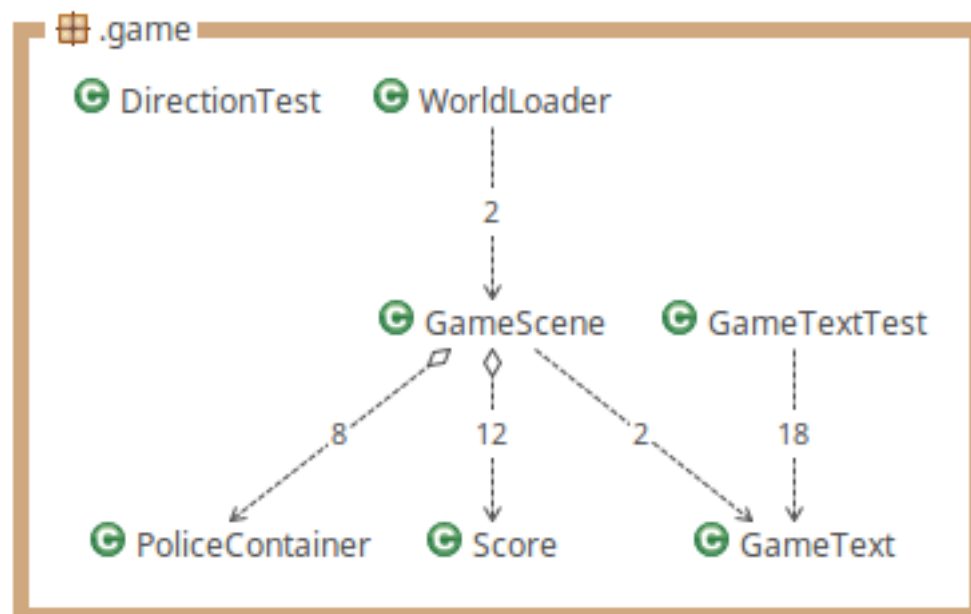 .game
DirectionTest WorldLoader
2
GameScene GameTextTest
8 12 2 18
PoliceContainer Score GameText